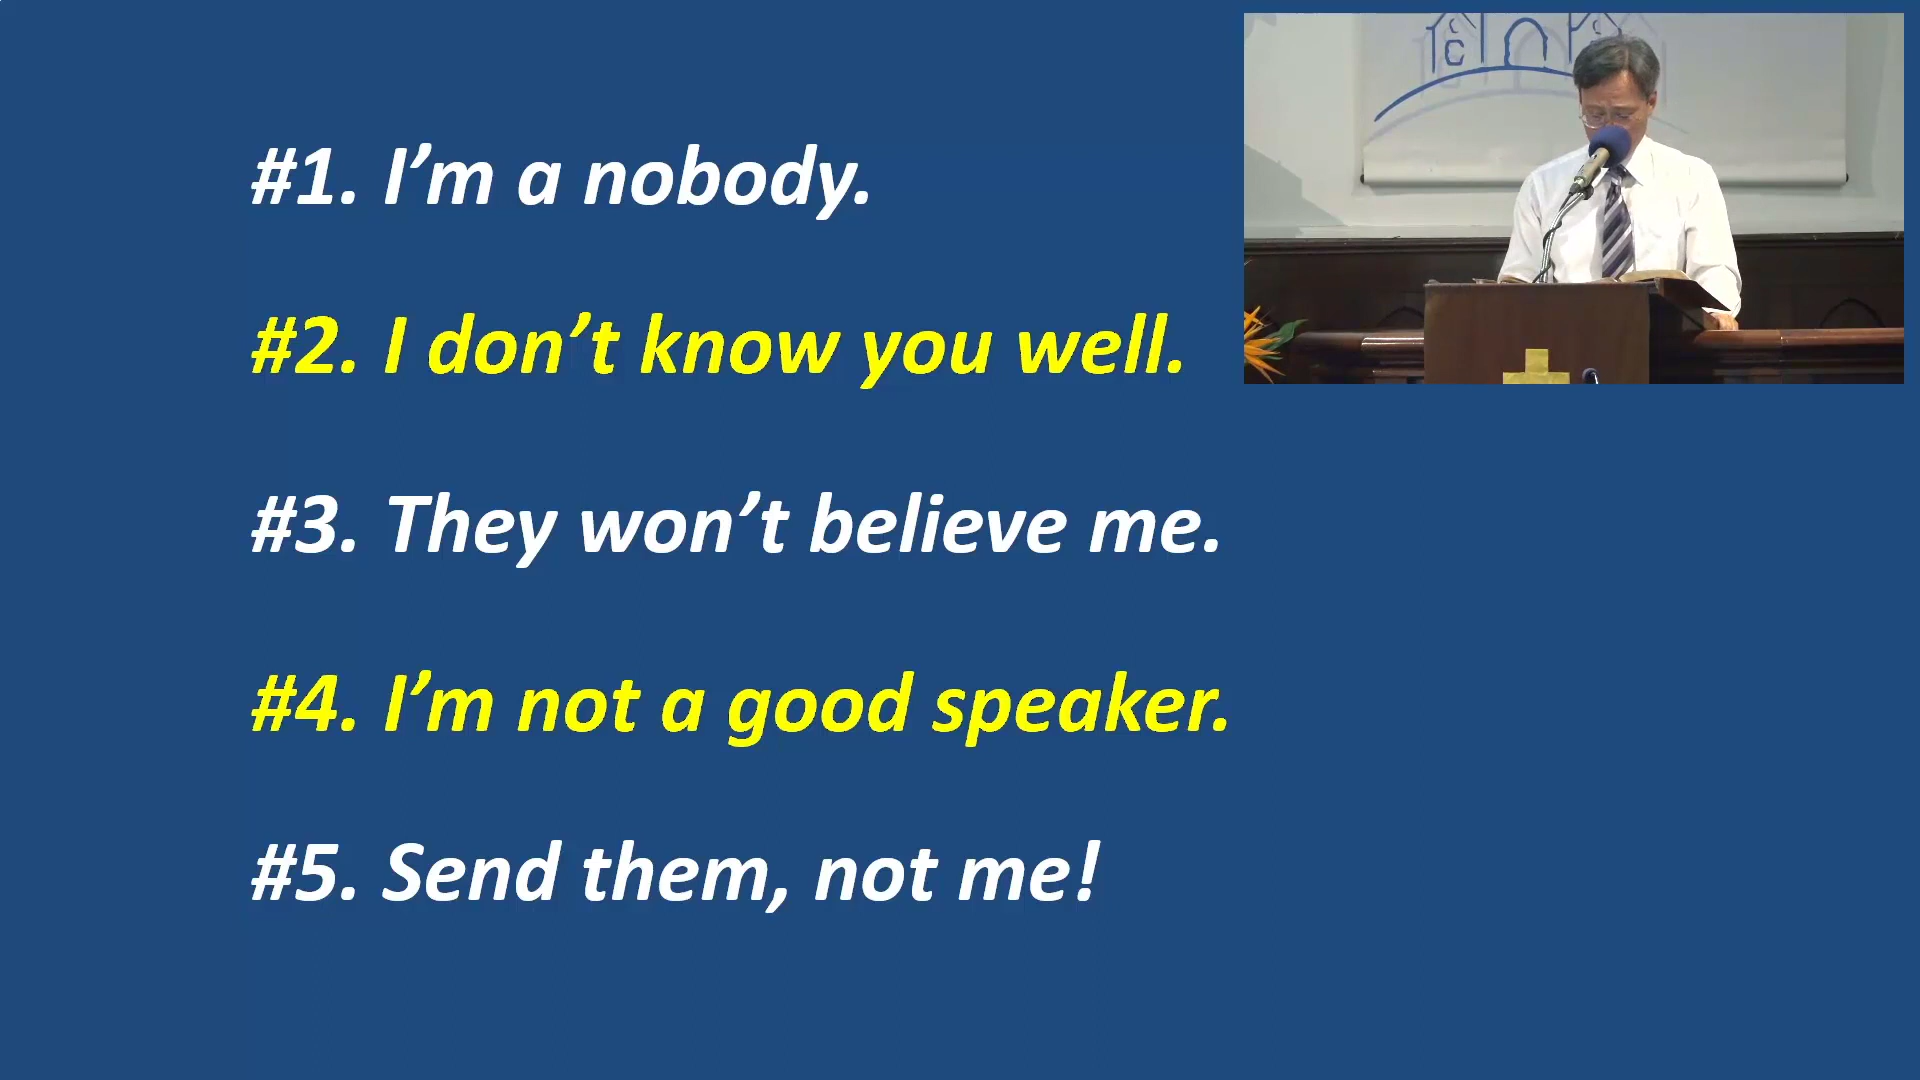 #1. I’m a nobody.
#2. I don’t know you well.
#3. They won’t believe me.
#4. I’m not a good speaker.
#5. Send them, not me!